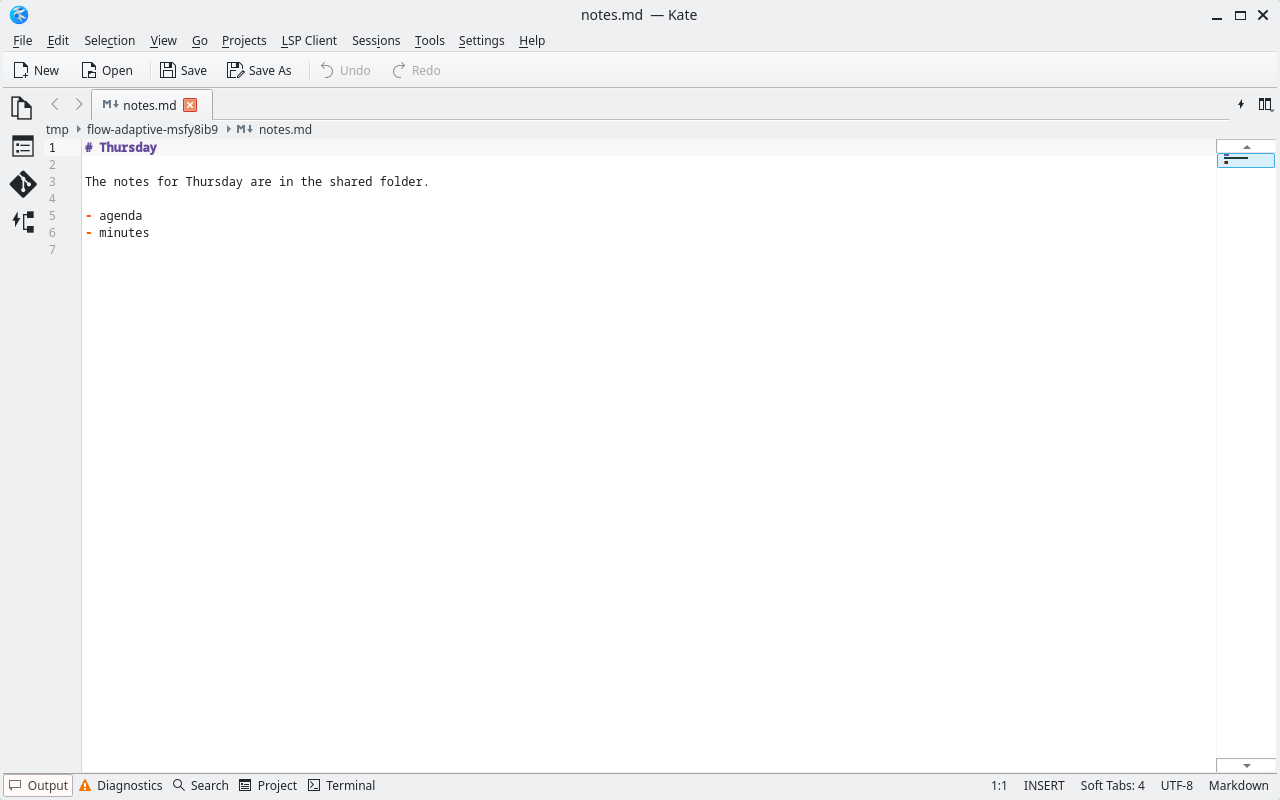 notes.md — Kate
File Edit Selection View Go Projects LSP Client Sessions Tools Settings Help
New Open Save Save As Undo Redo
notes.md
tmp flow-adaptive-msfy8ib9 notes.md
1 # Thursday
2
3 The notes for Thursday are in the shared folder.
4
5 - agenda
6 - minutes
7
Output Diagnostics Search Project Terminal 1:1 INSERT Soft Tabs: 4 UTF-8 Markdown